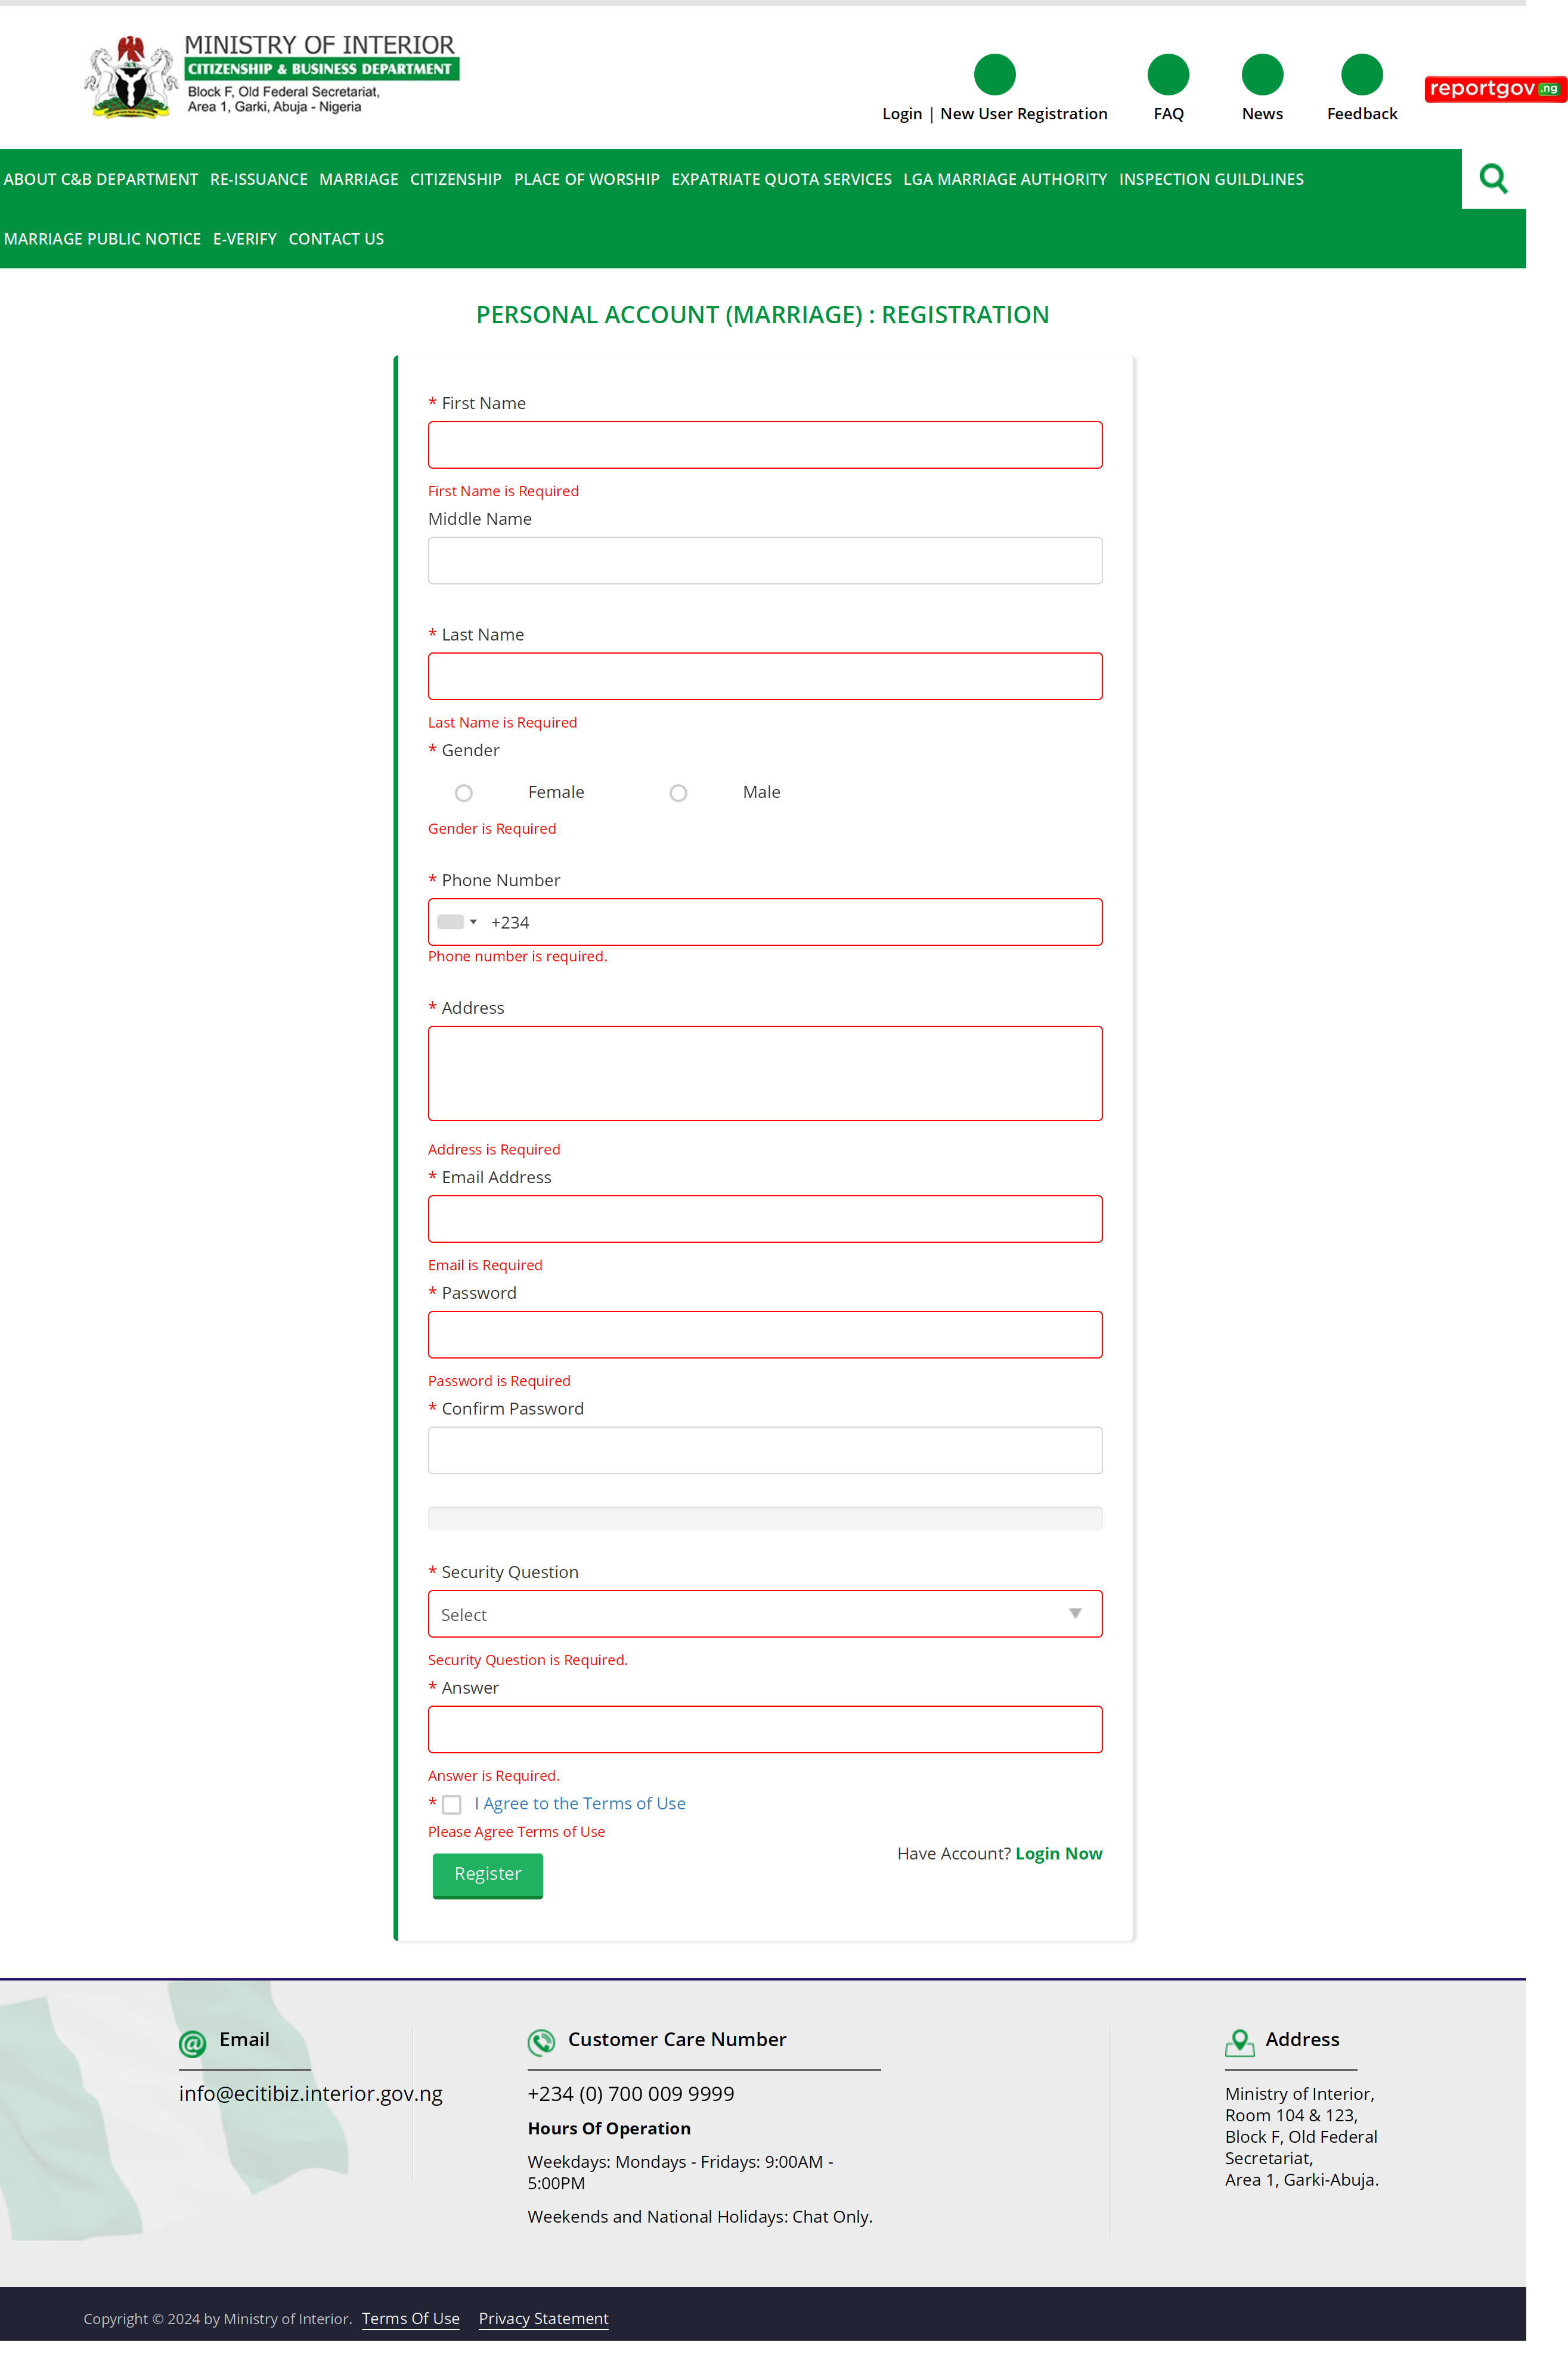 MINISTRY OF INTERIOR
CITIZENSHIP & BUSINESS DEPARTMENT
Block F, Old Federal Secretariat,
Area 1, Garki, Abuja - Nigeria
Login | New User Registration
FAQ
News
Feedback
reportgov .ng
ABOUT C&B DEPARTMENT RE-ISSUANCE MARRIAGE CITIZENSHIP PLACE OF WORSHIP EXPATRIATE QUOTA SERVICES LGA MARRIAGE AUTHORITY INSPECTION GUILDLINES
MARRIAGE PUBLIC NOTICE E-VERIFY CONTACT US
PERSONAL ACCOUNT (MARRIAGE) : REGISTRATION
* First Name
First Name is Required
Middle Name
* Last Name
Last Name is Required
* Gender
Female Male
Gender is Required
* Phone Number
+234
Phone number is required.
* Address
Address is Required
* Email Address
Email is Required
* Password
Password is Required
* Confirm Password
* Security Question
Select
Security Question is Required.
* Answer
Answer is Required.
* I Agree to the Terms of Use
Please Agree Terms of Use
Have Account? Login Now
Register
Email
info@ecitibiz.interior.gov.ng
Customer Care Number
+234 (0) 700 009 9999
Hours Of Operation
Weekdays: Mondays - Fridays: 9:00AM -
5:00PM
Weekends and National Holidays: Chat Only.
Address
Ministry of Interior,
Room 104 & 123,
Block F, Old Federal
Secretariat,
Area 1, Garki-Abuja.
Copyright © 2024 by Ministry of Interior. Terms Of Use Privacy Statement